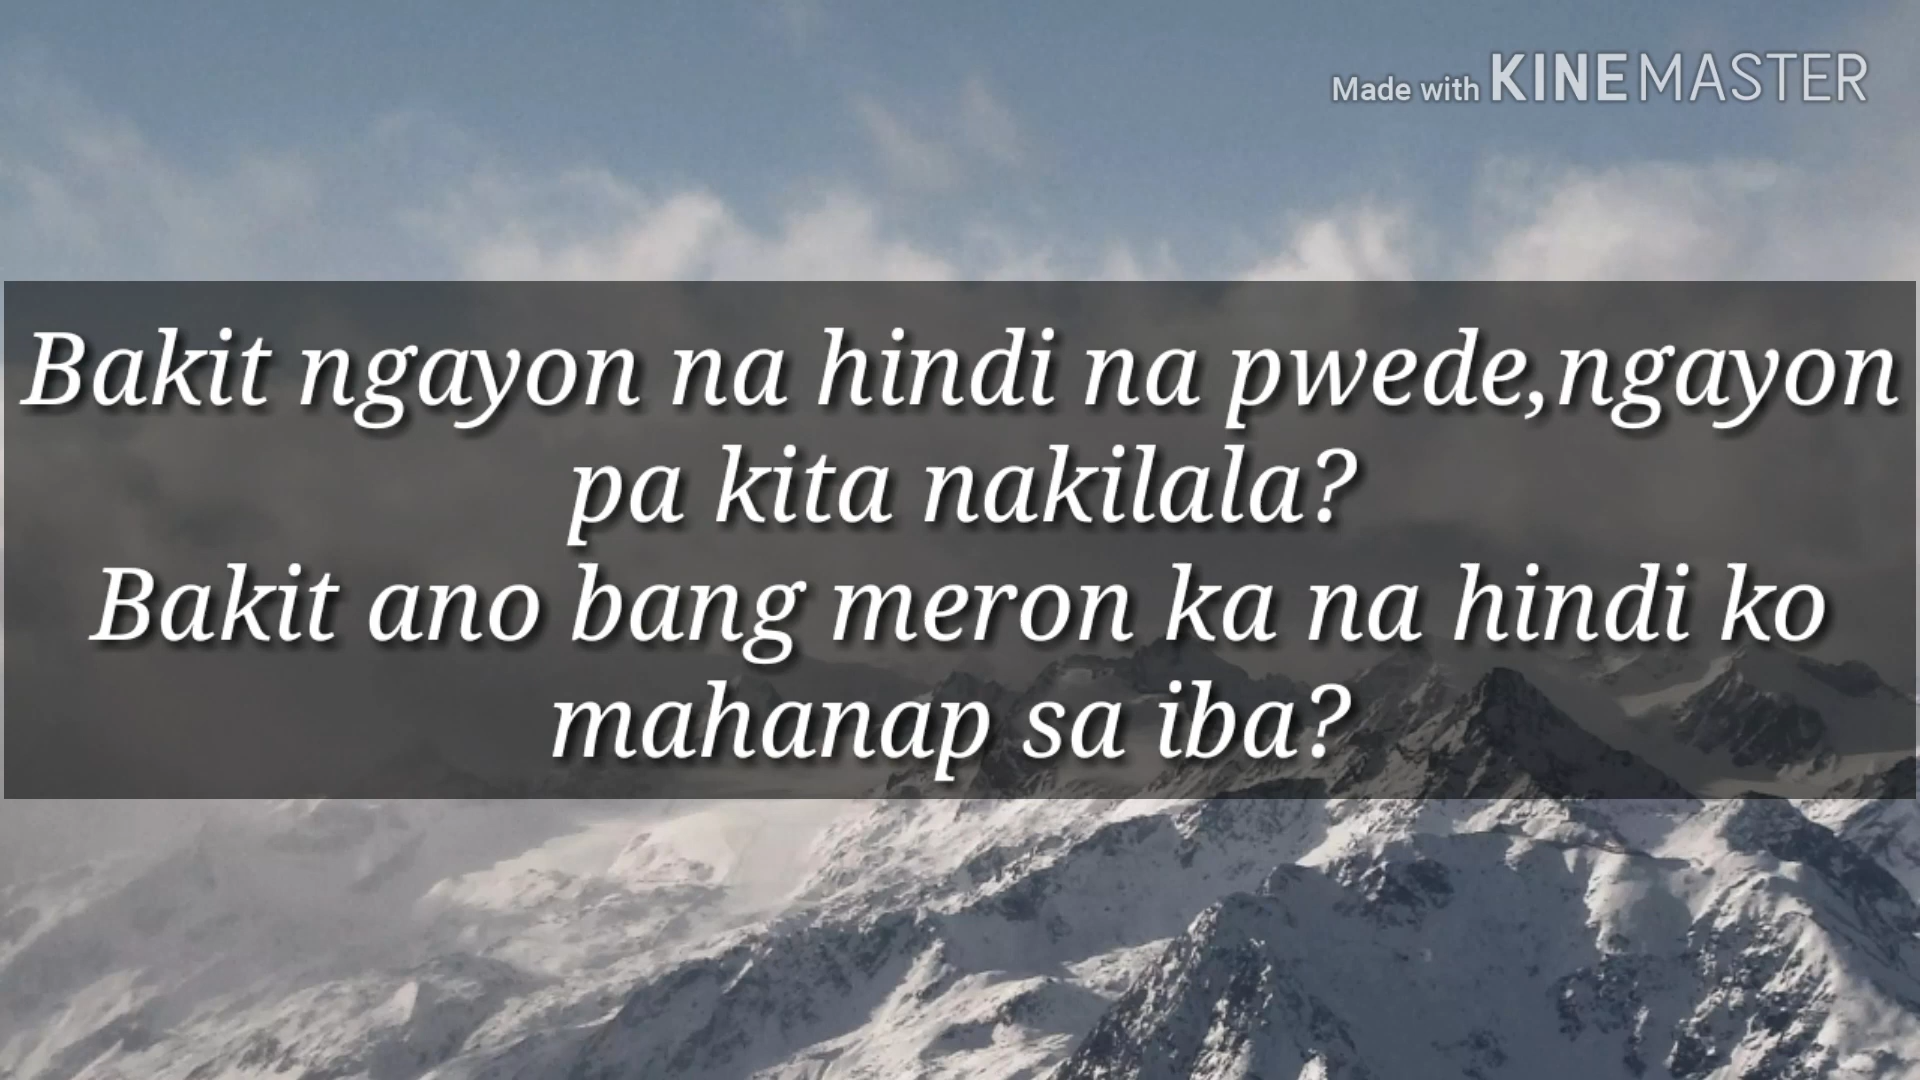 Made with KINEMASTER
Bakit ngayon na hindi na pwede,ngayon
pa kita nakilala?
Bakit ano bang meron ka na hindi ko
mahanap sa iba?